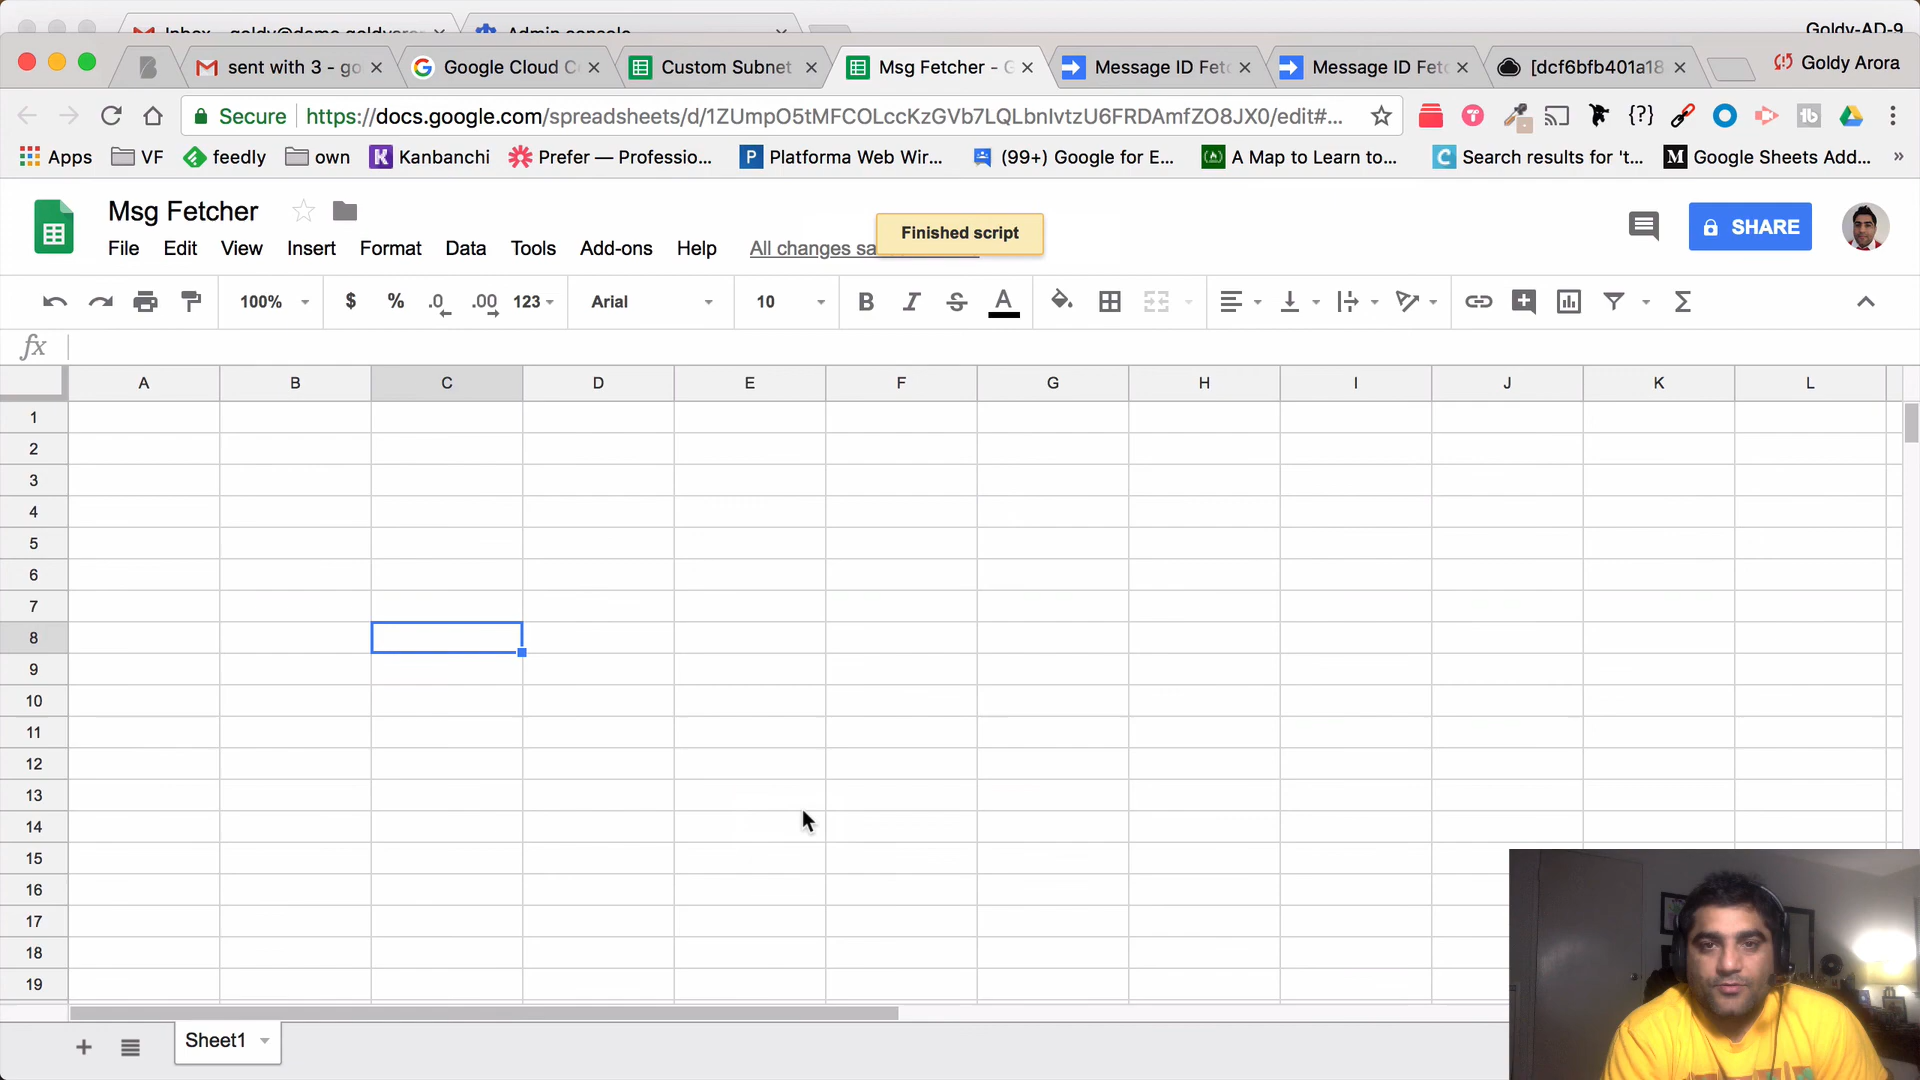 Goldy-AD-9
sent with 3 - go
Google Cloud C
Custom Subnet
Msg Fetcher - G
Message ID Fet
Message ID Fet
[dcf6bfb401a18
Goldy Arora
Secure
https://docs.google.com/spreadsheets/d/1ZUmpO5tMFCOLccKzGVb7LQLbnIvtzU6FRDAmfZO8JX0/edit#...
Apps
VF
feedly
own
Kanbanchi
Prefer — Professio...
Platforma Web Wir...
(99+) Google for E...
A Map to Learn to...
Search results for 't...
Google Sheets Add...
»
Msg Fetcher
Finished script
SHARE
File
Edit
View
Insert
Format
Data
Tools
Add-ons
Help
All changes sa
100%
$
%
.0
.00
123
Arial
10
B
I
S
A
Σ
fx
A B C D E F G H I J K L
1
2
3
4
5
6
7
8
9
10
11
12
13
14
15
16
17
18
19
+
Sheet1